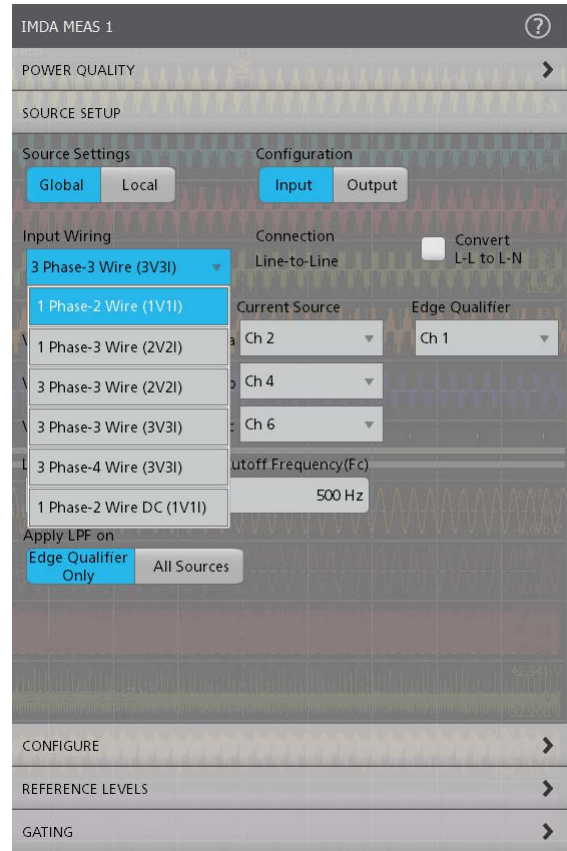 IMDA MEAS 1
?
POWER QUALITY
SOURCE SETUP
Source Settings
Configuration
Global Local
Input Output
Input Wiring
Connection
Convert
L-L to L-N
3 Phase-3 Wire (3V3I)
Line-to-Line
1 Phase-2 Wire (1V1I)
1 Phase-3 Wire (2V2I)
3 Phase-3 Wire (2V2I)
3 Phase-3 Wire (3V3I)
3 Phase-4 Wire (3V3I)
1 Phase-2 Wire DC (1V1I)
Current Source
Edge Qualifier
Ch 2
Ch 1
Ch 4
Ch 6
utoff Frequency(Fc)
500 Hz
Apply LPF on
Edge Qualifier
Only
All Sources
CONFIGURE
REFERENCE LEVELS
GATING